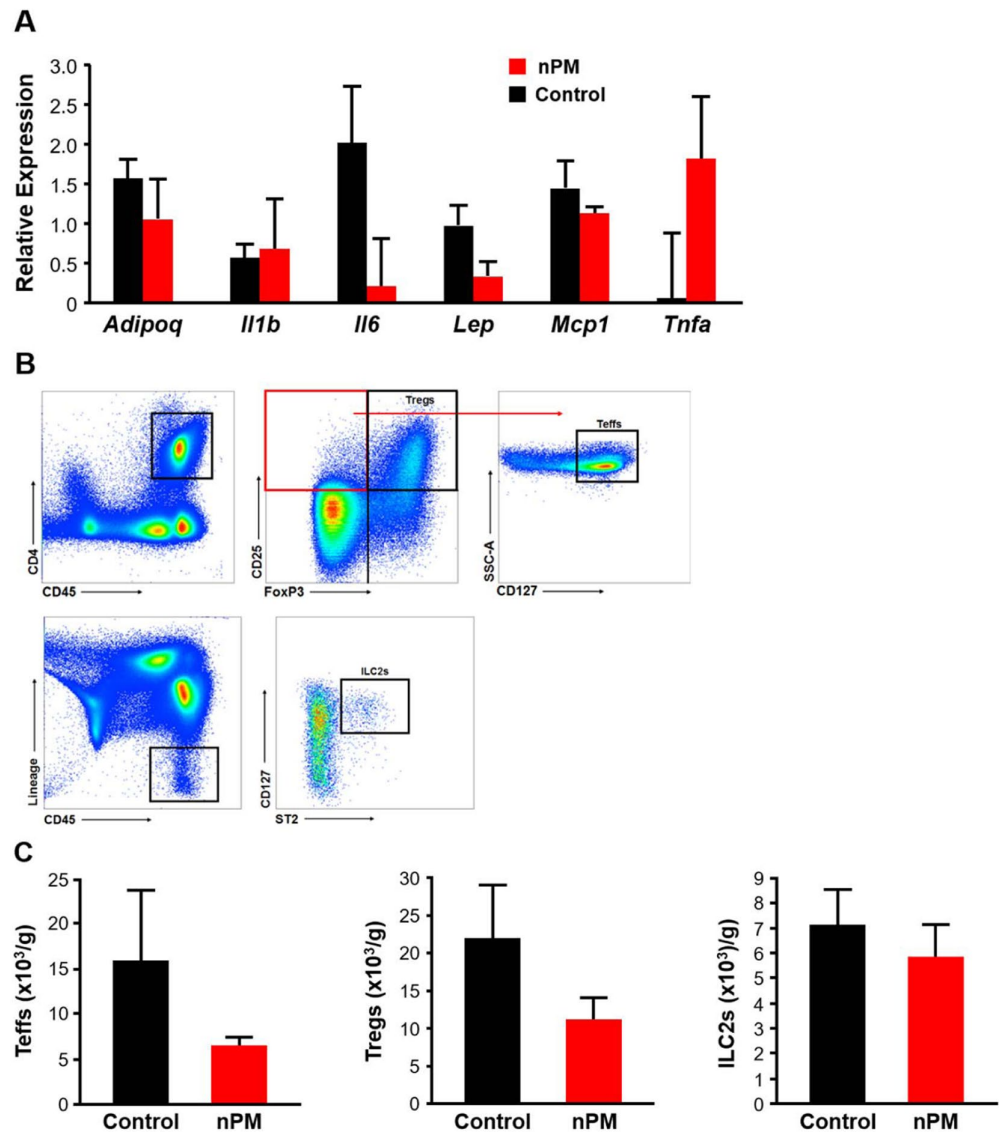 A
Relative Expression
3.0
2.5
2.0
1.5
1.0
0.5
0
nPM
Control
Adipoq Il1b Il6 Lep Mcp1 Tnfa
B
CD4
CD45
CD25
Tregs
FoxP3
SSC-A
Teffs
CD127
Lineage
CD45
CD127
ILC2s
ST2
C
Teffs (x10³/g)
25
20
15
10
5
0
Control nPM
Tregs (x10³/g)
30
25
20
15
10
5
0
Control nPM
ILC2s (x10³)/g)
9
8
7
6
5
4
3
2
1
0
Control nPM